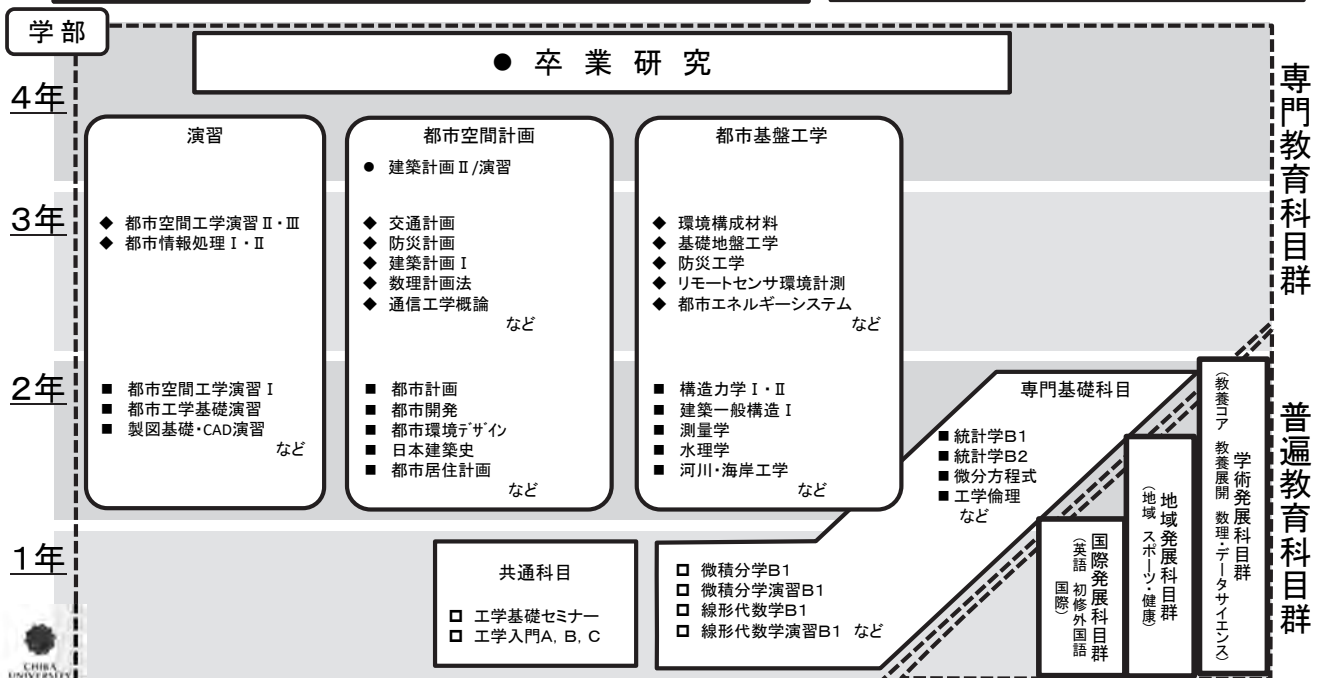 学部
● 卒業研究
4年
3年
2年
1年
演習
◆ 都市空間工学演習Ⅱ・Ⅲ
◆ 都市情報処理Ⅰ・Ⅱ
■ 都市空間工学演習Ⅰ
■ 都市工学基礎演習
■ 製図基礎・CAD演習
など
都市空間計画
● 建築計画Ⅱ/演習
◆ 交通計画
◆ 防災計画
◆ 建築計画Ⅰ
◆ 数理計画法
◆ 通信工学概論
など
■ 都市計画
■ 都市開発
■ 都市環境デザイン
■ 日本建築史
■ 都市居住計画
など
都市基盤工学
◆ 環境構成材料
◆ 基礎地盤工学
◆ 防災工学
◆ リモートセンサ環境計測
◆ 都市エネルギーシステム
など
■ 構造力学Ⅰ・Ⅱ
■ 建築一般構造Ⅰ
■ 測量学
■ 水理学
■ 河川・海岸工学
など
共通科目
□ 工学基礎セミナー
□ 工学入門A, B, C
専門基礎科目
■ 統計学B1
■ 統計学B2
■ 微分方程式
■ 工学倫理
など
□ 微積分学B1
□ 微積分学演習B1
□ 線形代数学B1
□ 線形代数学演習B1 など
国際発展科目群
（英語 初修外国語
国際）
地域発展科目群
（地域 スポーツ・健康）
学術発展科目群
（教養コア 教養展開 数理・データサイエンス）
専門教育科目群
普遍教育科目群
CHIBA
UNIVERSITY